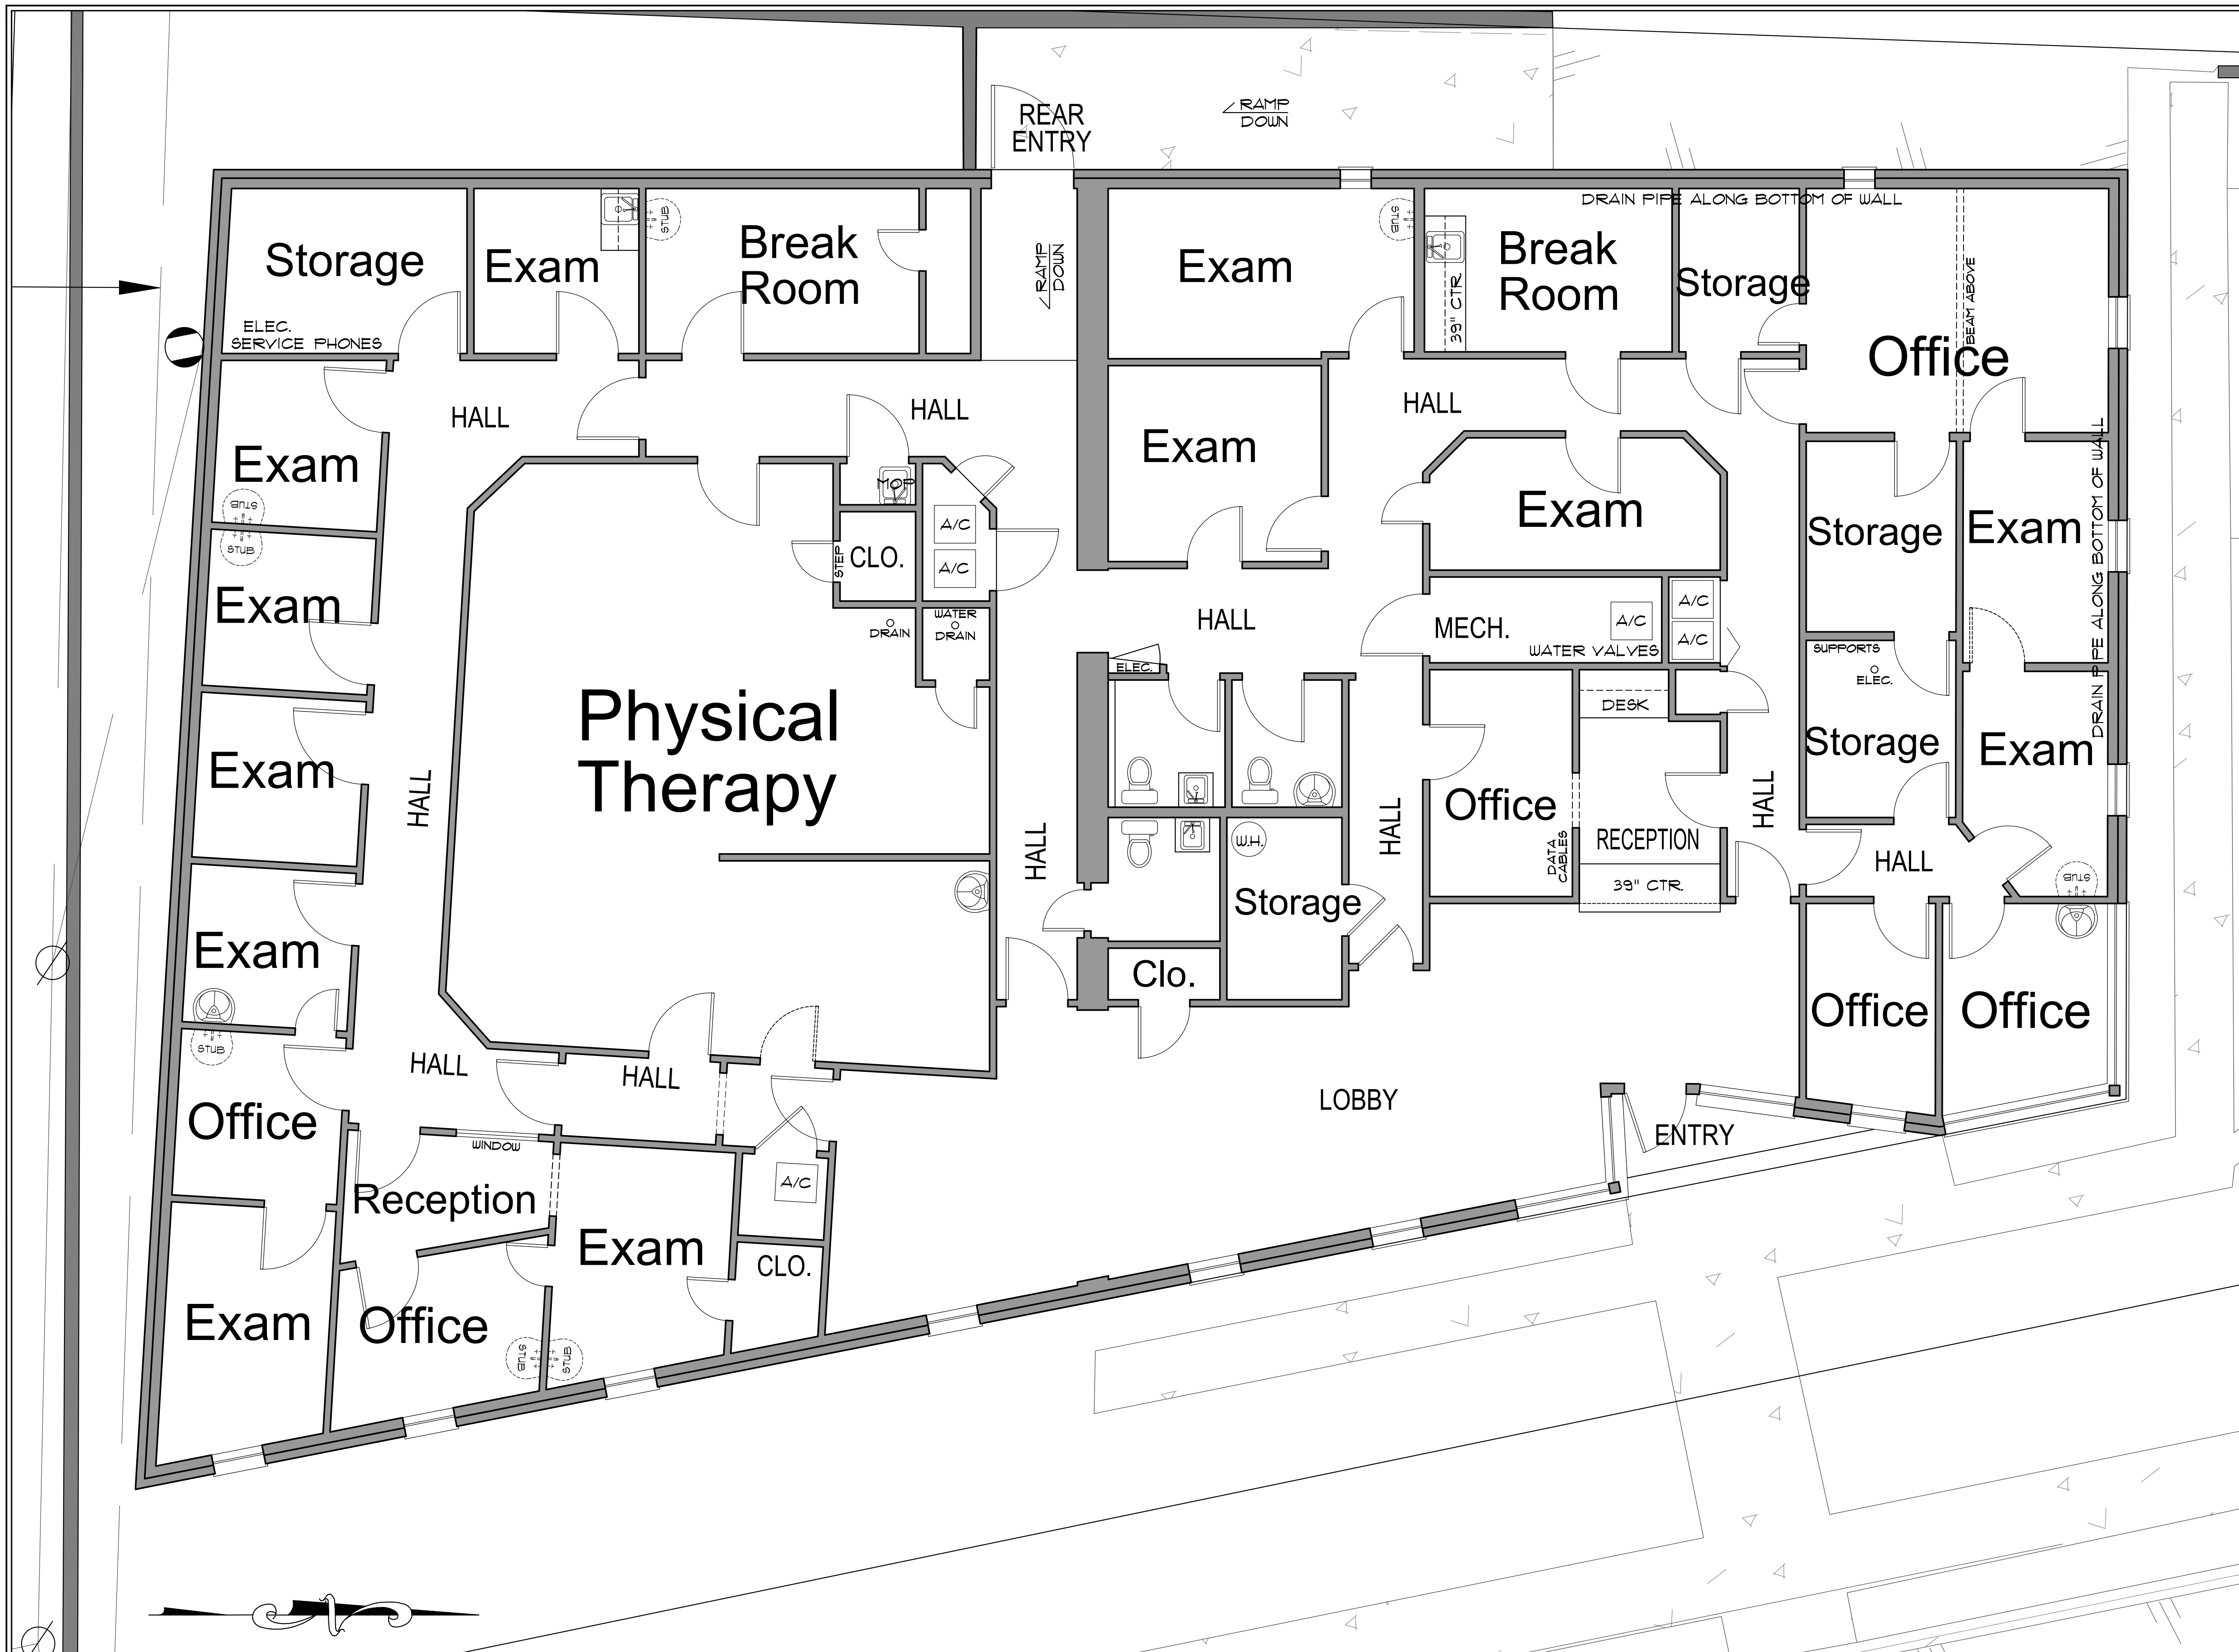 REAR
ENTRY
RAMP
DOWN
DRAIN PIPE ALONG BOTTOM OF WALL
STUB
STUB
Storage
Exam
Break
Room
RAMP
DOWN
Exam
Break
Room
39" CTR.
Storage
BEAM ABOVE
Office
ELEC.
SERVICE PHONES
HALL
HALL
HALL
Exam
STUB
STUB
MOP
Exam
A/C
A/C
STEP
CLO.
Exam
Storage
Exam
DRAIN PIPE ALONG BOTTOM OF WALL
Exam
WATER
DRAIN
DRAIN
HALL
MECH.
A/C
WATER VALVES
A/C
A/C
SUPPORTS
ELEC.
ELEC.
Physical
Therapy
DESK
Storage
Exam
Exam
HALL
HALL
HALL
Office
DATA
CABLES
RECEPTION
39" CTR.
HALL
HALL
STUB
W.H.
Storage
Exam
STUB
Clo.
Office
Office
HALL
HALL
LOBBY
ENTRY
Office
WINDOW
Reception
A/C
Exam
CLO.
Exam
Office
STUB
STUB
N